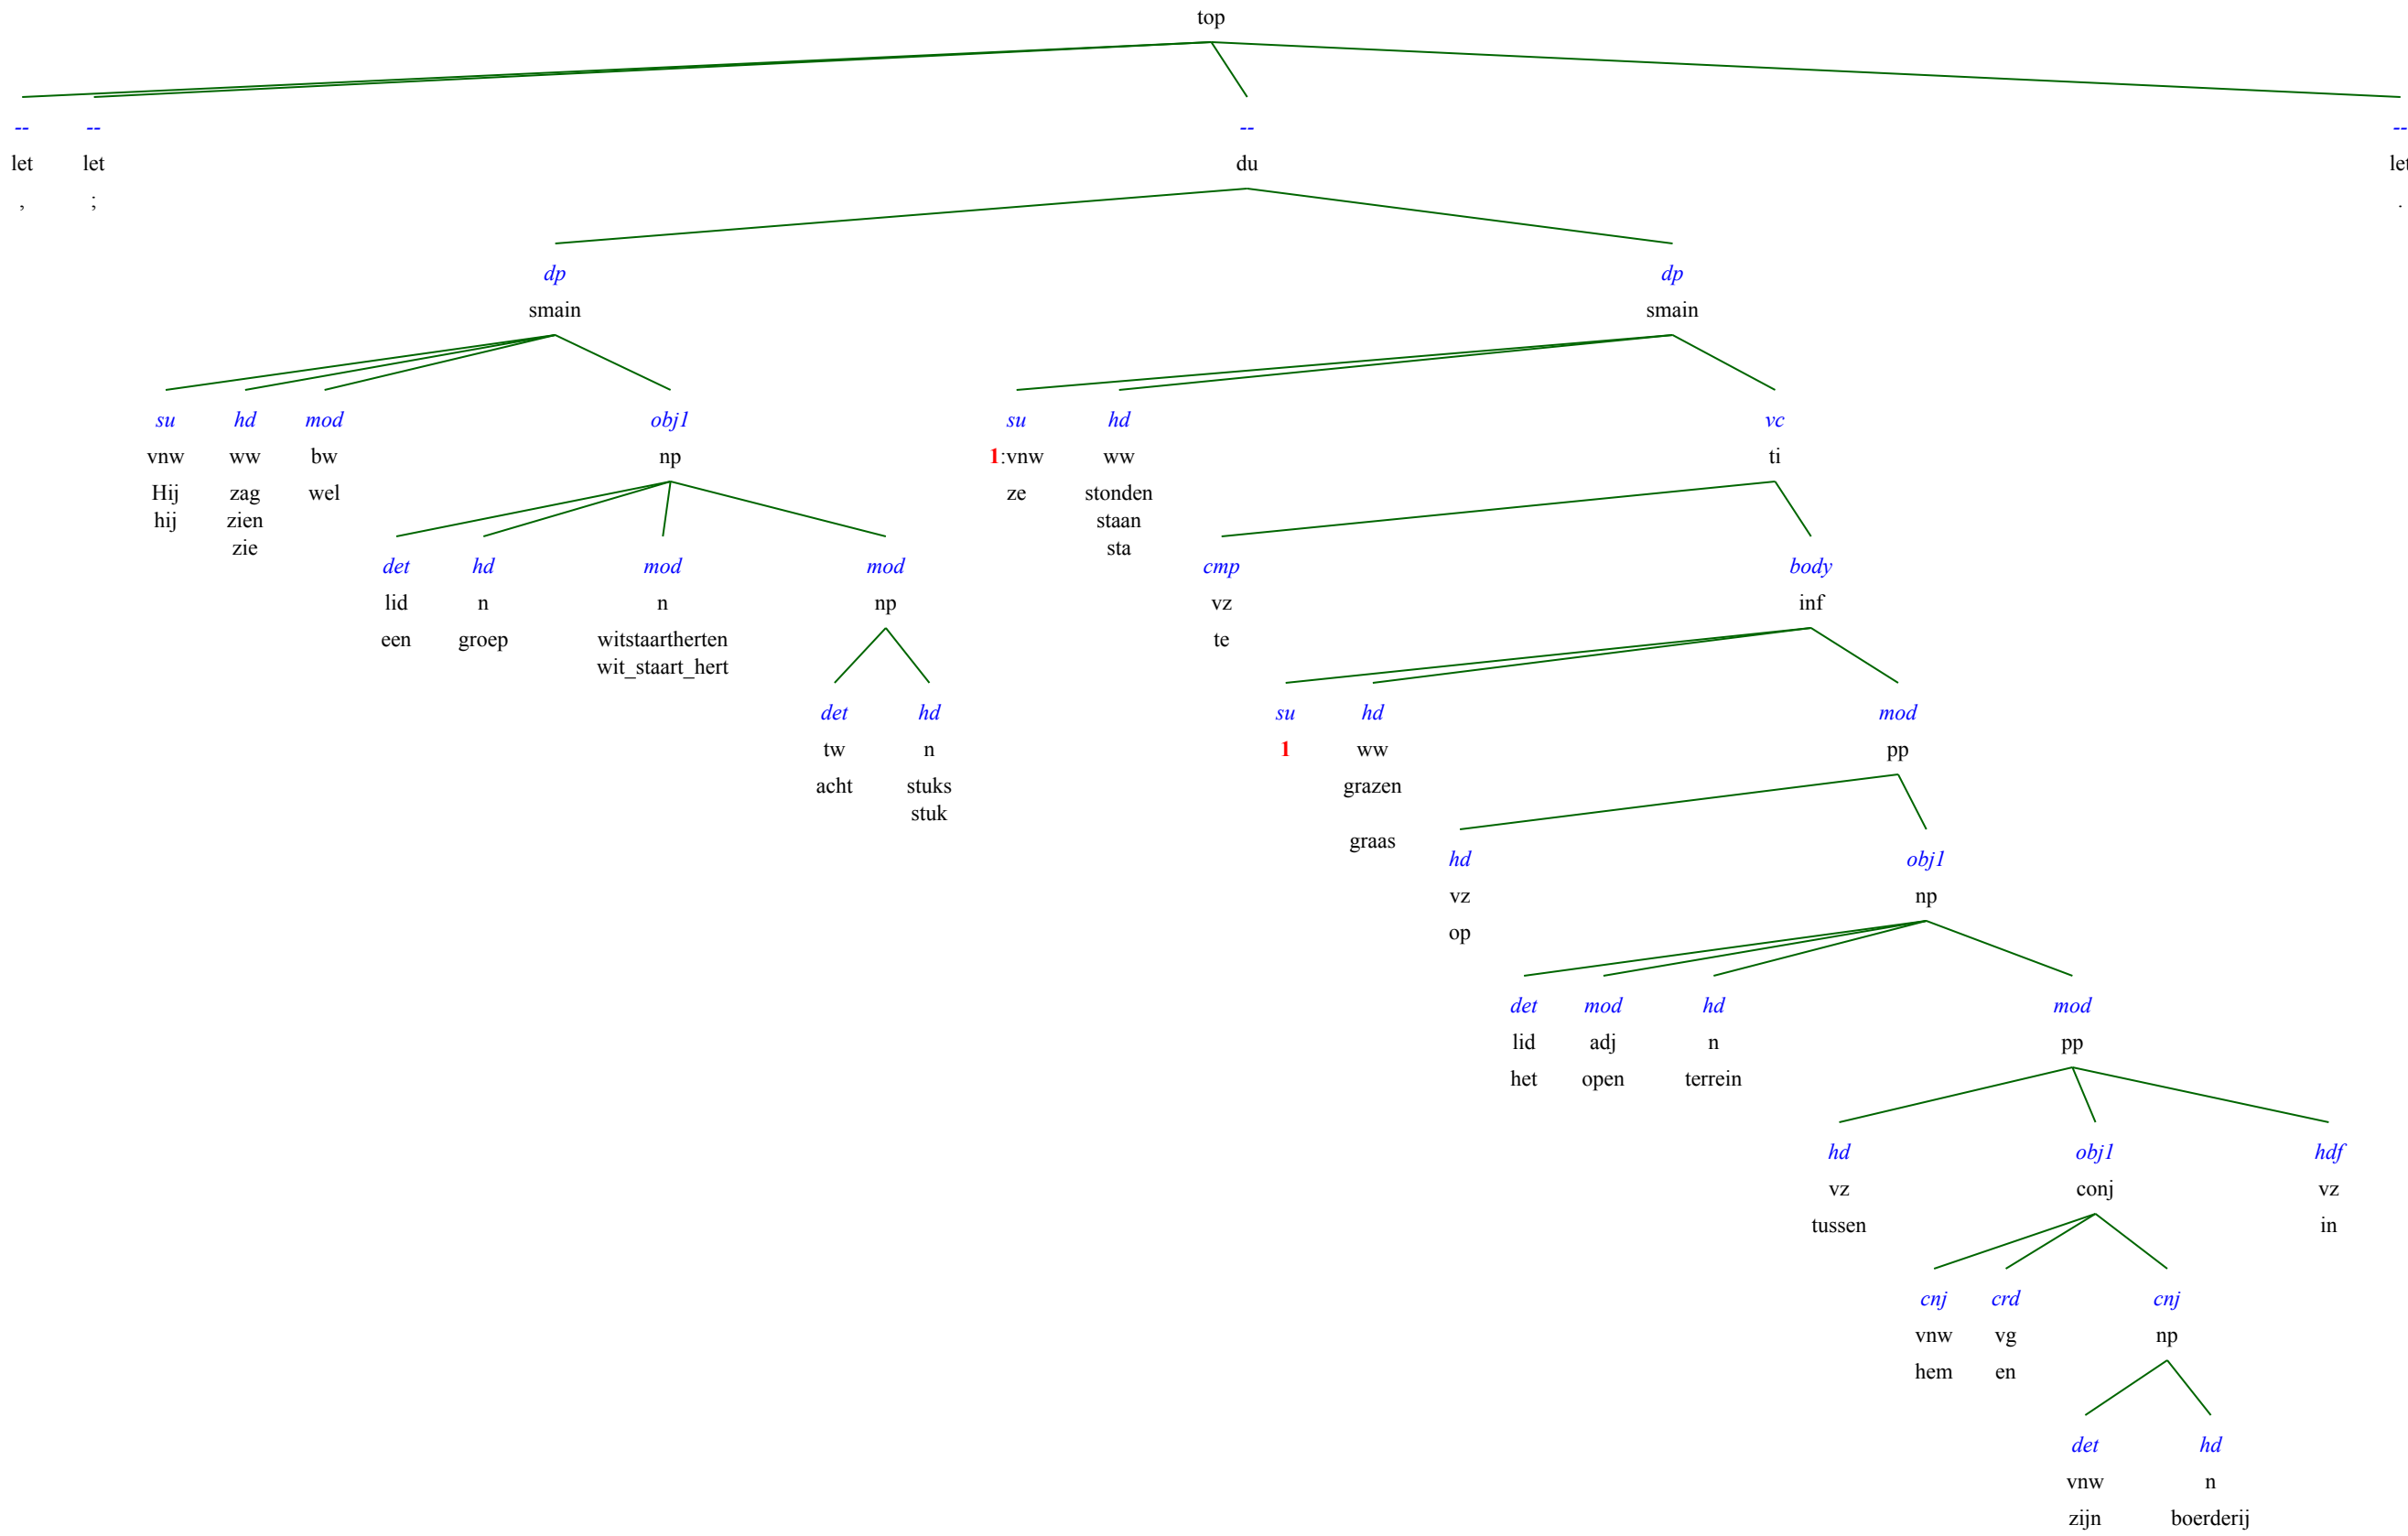 top
-- -- -- --
let let du let
, ; .
dp dp
smain smain
su hd mod obj1 su hd vc
vnw ww bw np 1:vnw ww ti
Hij zag wel ze stonden
hij zien staan
zie sta
det hd mod mod cmp body
lid n n np vz inf
een groep witstaartherten te
wit_staart_hert
det hd su hd mod
tw n 1 ww pp
acht stuks grazen
stuk
graas
hd obj1
vz np
op
det mod hd mod
lid adj n pp
het open terrein
hd obj1 hdf
vz conj vz
tussen in
cnj crd cnj
vnw vg np
hem en
det hd
vnw n
zijn boerderij